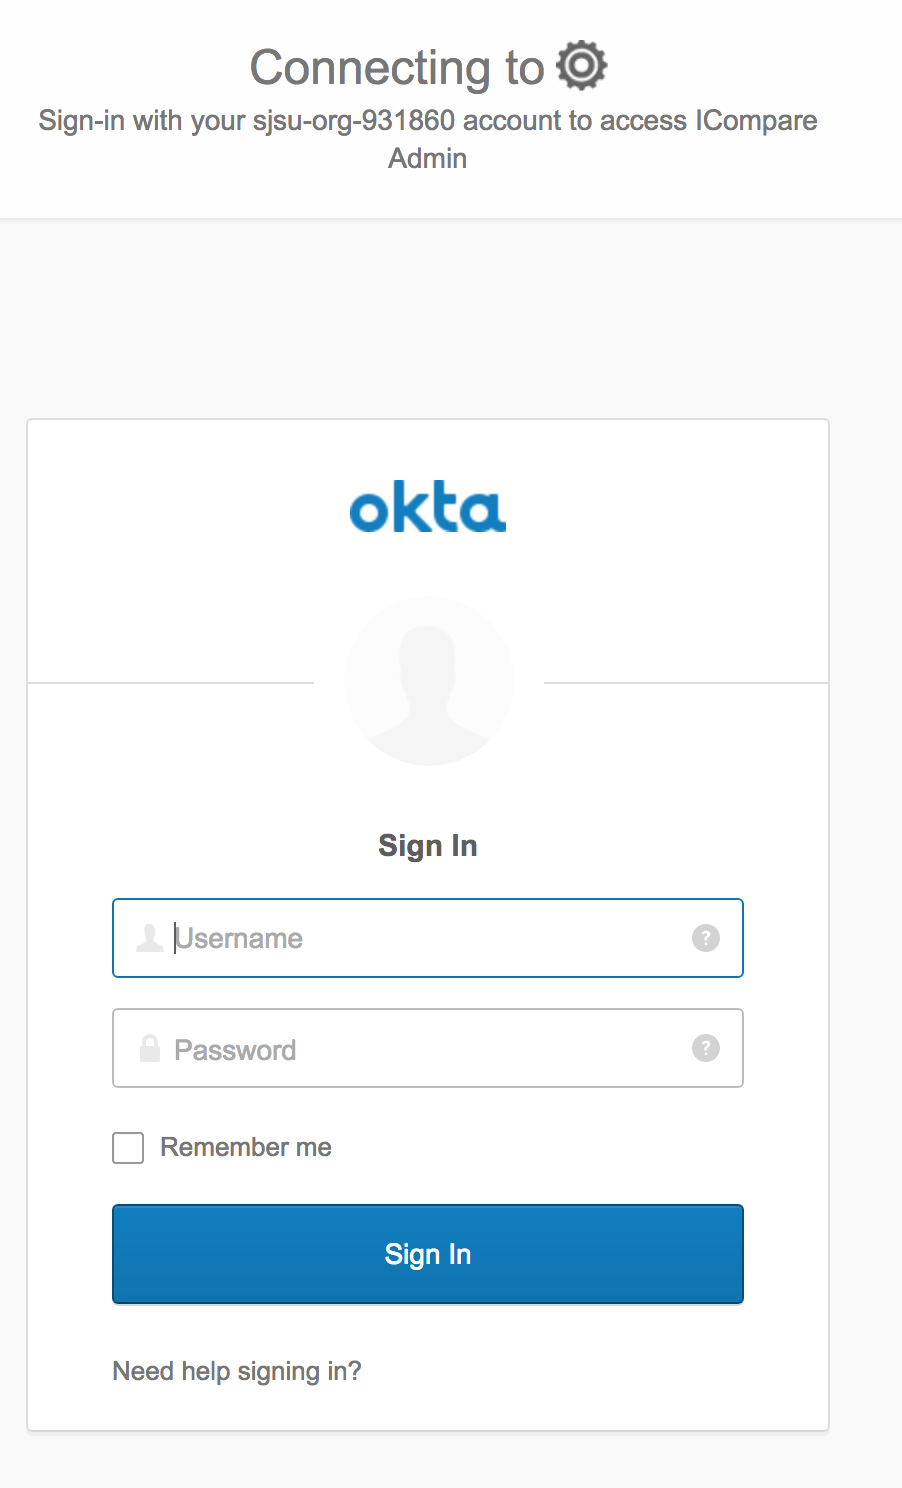 Connecting to
Sign-in with your sjsu-org-931860 account to access ICompare
Admin
okta
Sign In
Username
?
Password
?
Remember me
Sign In
Need help signing in?